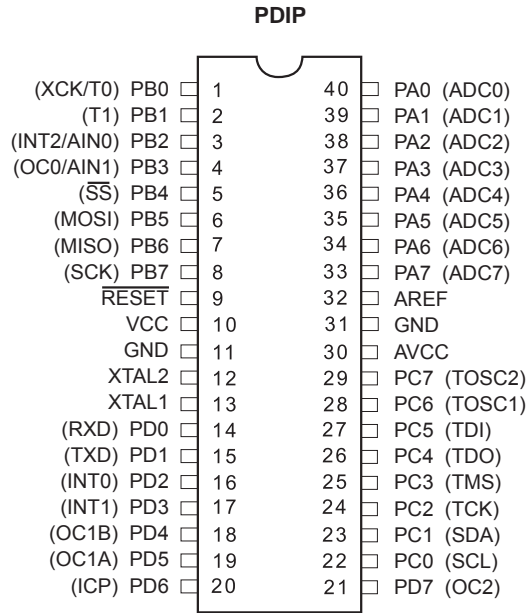 PDIP
(XCK/T0) PB0 1 40 PA0 (ADC0)
(T1) PB1 2 39 PA1 (ADC1)
(INT2/AIN0) PB2 3 38 PA2 (ADC2)
(OC0/AIN1) PB3 4 37 PA3 (ADC3)
(SS) PB4 5 36 PA4 (ADC4)
(MOSI) PB5 6 35 PA5 (ADC5)
(MISO) PB6 7 34 PA6 (ADC6)
(SCK) PB7 8 33 PA7 (ADC7)
RESET 9 32 AREF
VCC 10 31 GND
GND 11 30 AVCC
XTAL2 12 29 PC7 (TOSC2)
XTAL1 13 28 PC6 (TOSC1)
(RXD) PD0 14 27 PC5 (TDI)
(TXD) PD1 15 26 PC4 (TDO)
(INT0) PD2 16 25 PC3 (TMS)
(INT1) PD3 17 24 PC2 (TCK)
(OC1B) PD4 18 23 PC1 (SDA)
(OC1A) PD5 19 22 PC0 (SCL)
(ICP) PD6 20 21 PD7 (OC2)